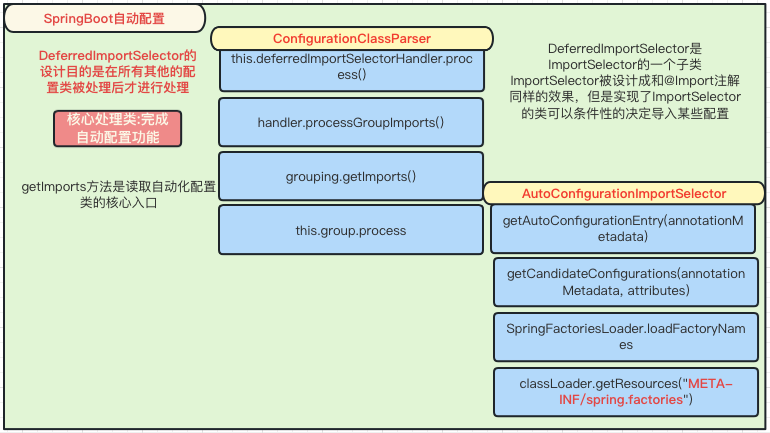 SpringBoot自动配置
DeferredImportSelector的
设计目的是在所有其他的配
置类被处理后才进行处理
核心处理类:完成
自动配置功能
getImports方法是读取自动化配置
类的核心入口
ConfigurationClassParser
this.deferredImportSelectorHandler.proc
ess()
handler.processGroupImports()
grouping.getImports()
this.group.process
DeferredImportSelector是
ImportSelector的一个子类
ImportSelector被设计成和@Import注解
同样的效果，但是实现了ImportSelector
的类可以条件性的决定导入某些配置
AutoConfigurationImportSelector
getAutoConfigurationEntry(annotationM
etadata)
getCandidateConfigurations(annotation
Metadata, attributes)
SpringFactoriesLoader.loadFactoryNam
es
classLoader.getResources("META-
INF/spring.factories")